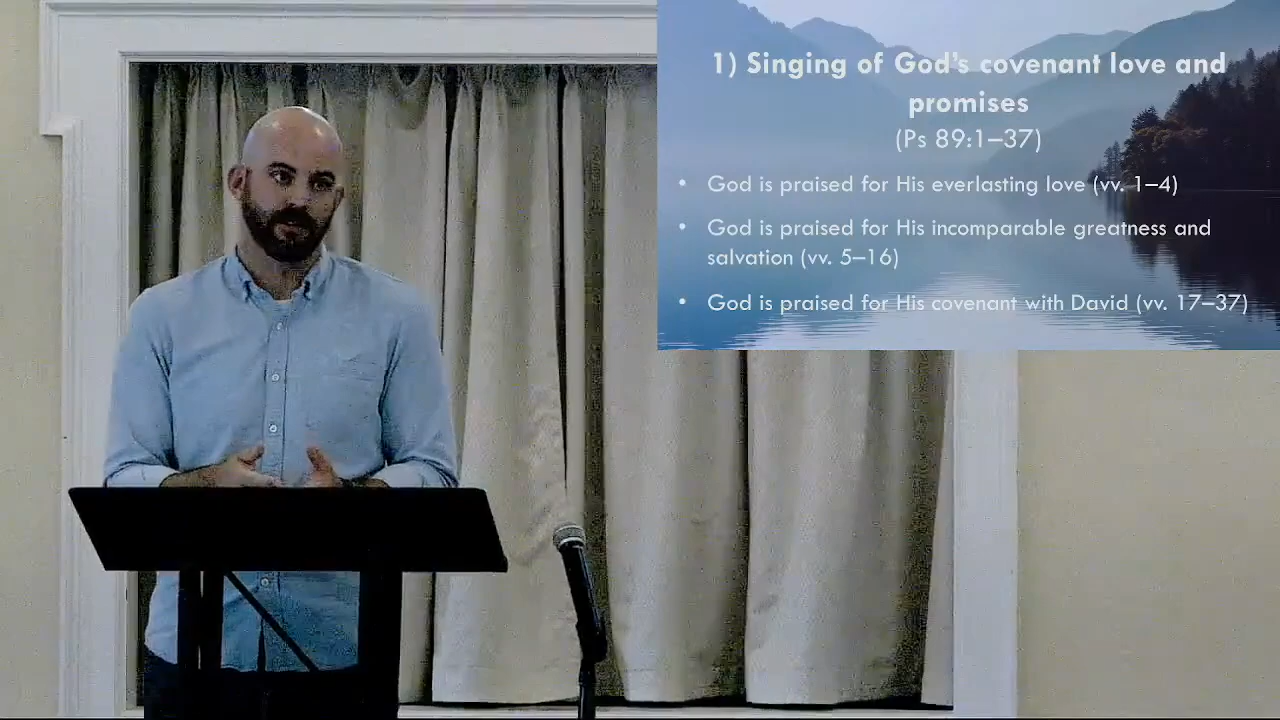 1) Singing of God's covenant love and
promises
(Ps 89:1–37)
• God is praised for His everlasting love (vv. 1–4)
• God is praised for His incomparable greatness and
salvation (vv. 5–16)
• God is praised for His covenant with David (vv. 17–37)